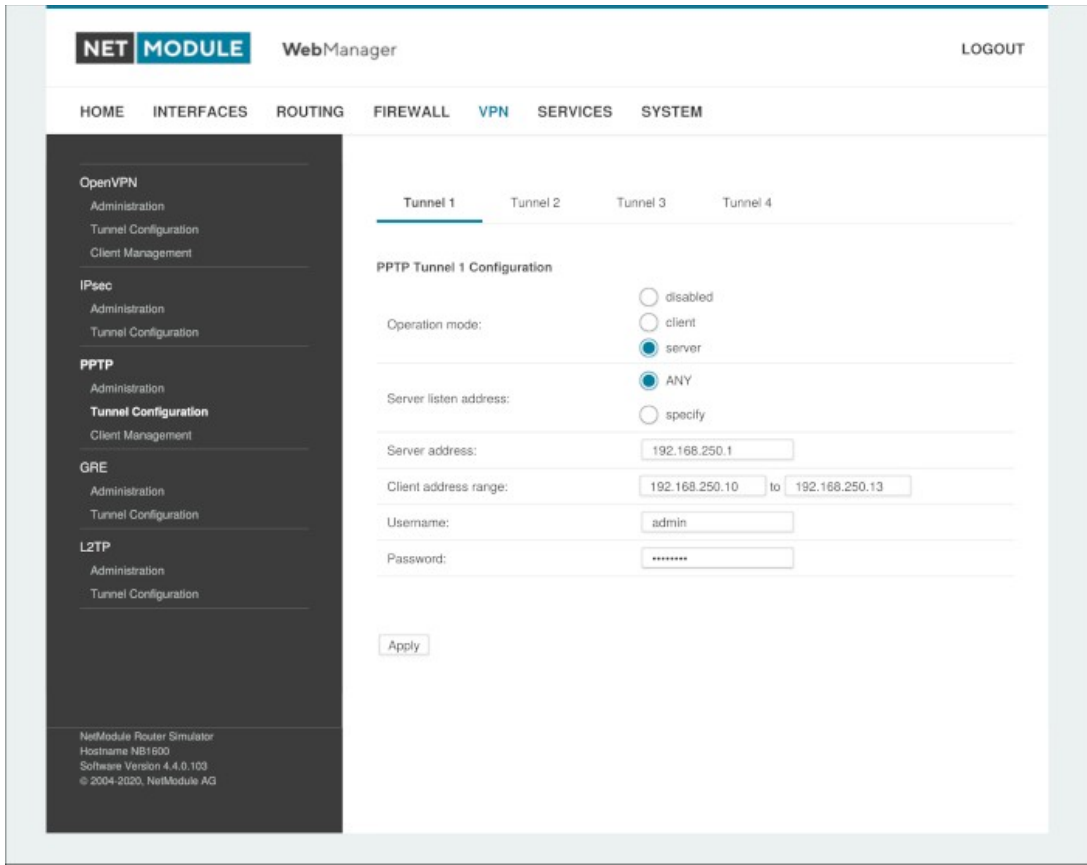 NET MODULE WebManager LOGOUT
HOME INTERFACES ROUTING FIREWALL VPN SERVICES SYSTEM
OpenVPN
Administration
Tunnel Configuration
Client Management
IPsec
Administration
Tunnel Configuration
PPTP
Administration
Tunnel Configuration
Client Management
GRE
Administration
Tunnel Configuration
L2TP
Administration
Tunnel Configuration
NetModule Router Simulator
Hostname NB1600
Software Version 4.4.0.103
© 2004-2020, NetModule AG
Tunnel 1 Tunnel 2 Tunnel 3 Tunnel 4
PPTP Tunnel 1 Configuration
Operation mode:
disabled
client
server
Server listen address:
ANY
specify
Server address: 192.168.250.1
Client address range: 192.168.250.10 to 192.168.250.13
Username: admin
Password: ••••••••
Apply